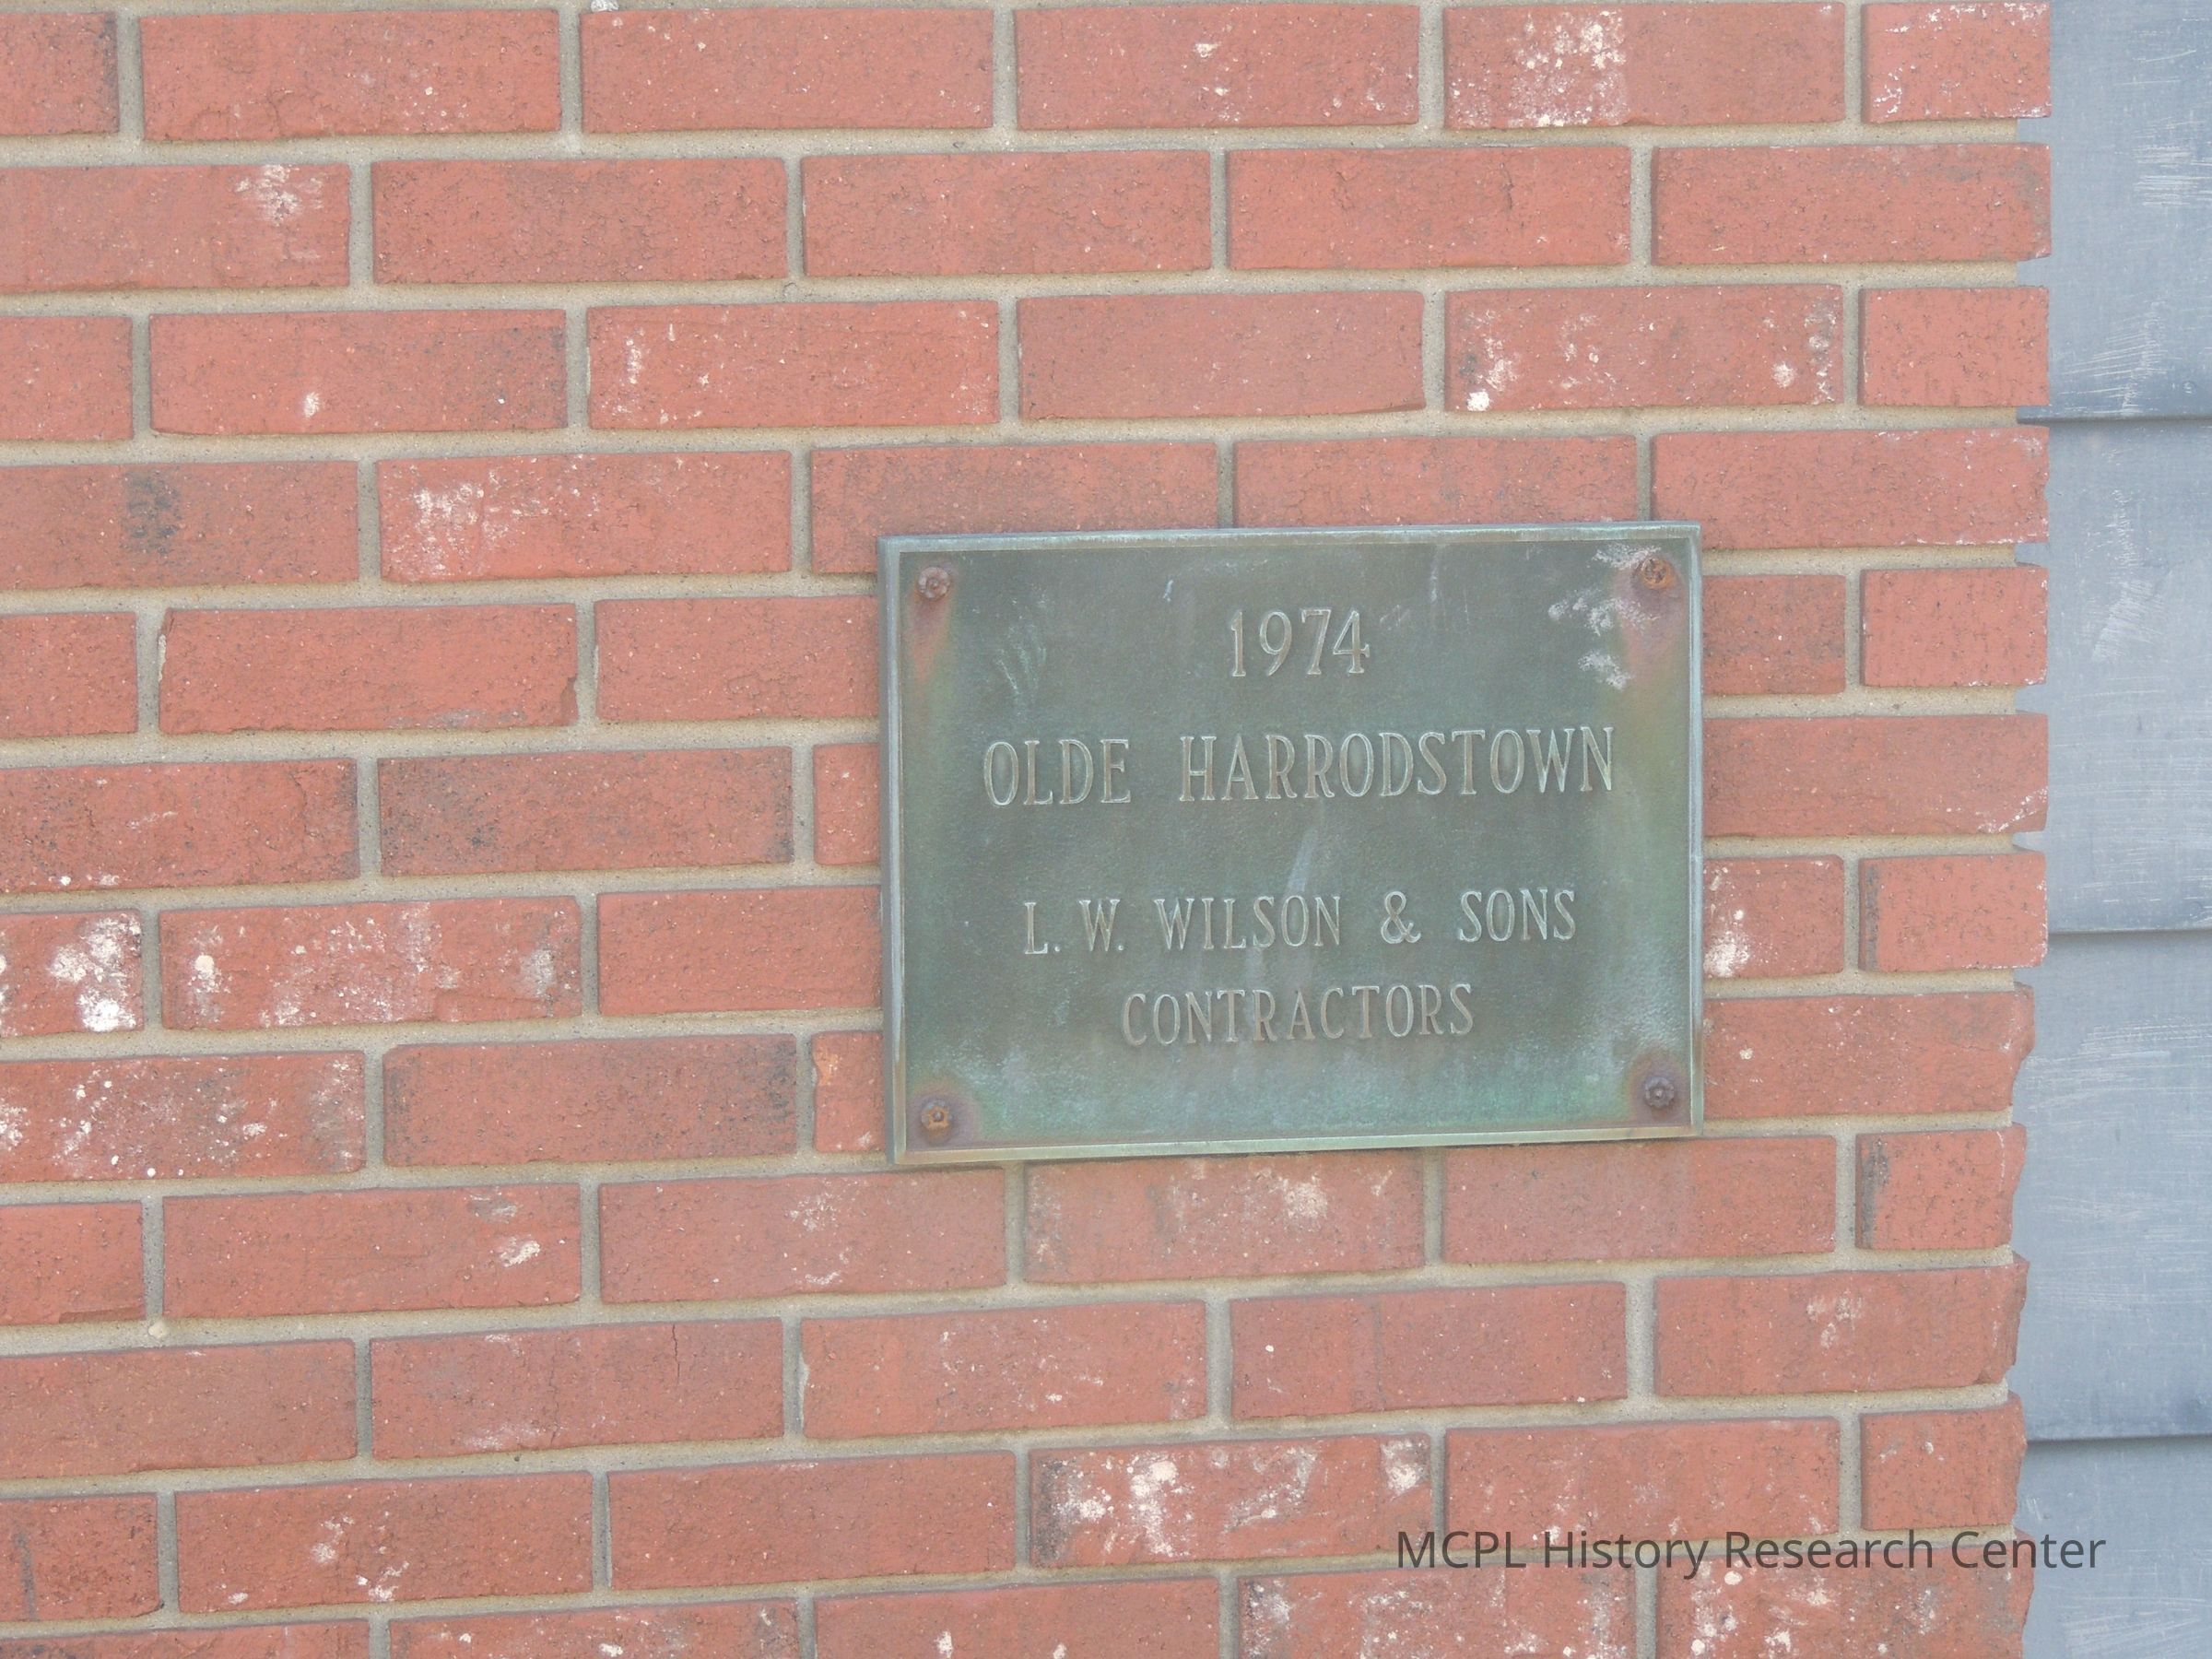 1974
OLDE HARRODSTOWN
L. W. WILSON & SONS
CONTRACTORS
MCPL History Research Center